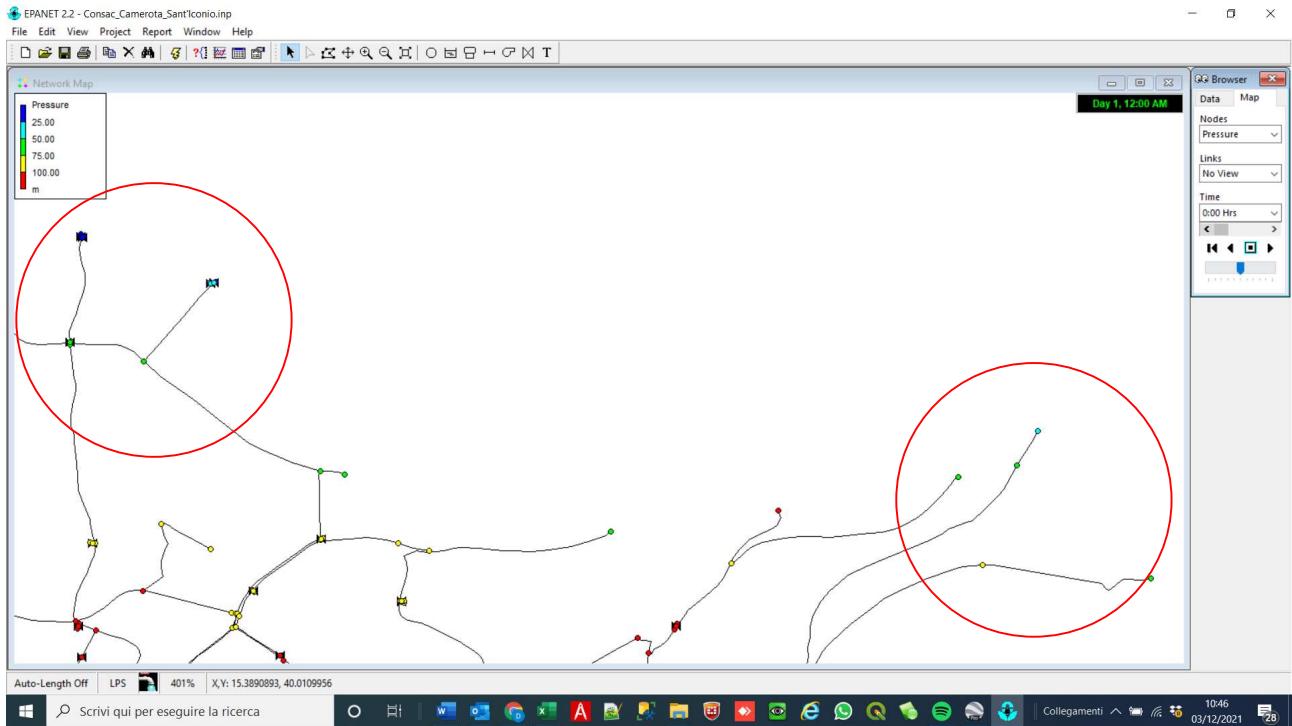 EPANET 2.2 - Consac_Camerota_Sant'Iconio.inp
File Edit View Project Report Window Help
T
Network Map
Browser
Day 1, 12:00 AM
Data Map
Pressure
25.00
50.00
75.00
100.00
m
Nodes
Pressure
Links
No View
Time
0:00 Hrs
Auto-Length Off LPS 401% X,Y: 15.3890893, 40.0109956
Scrivi qui per eseguire la ricerca
Collegamenti
10:46
03/12/2021
28